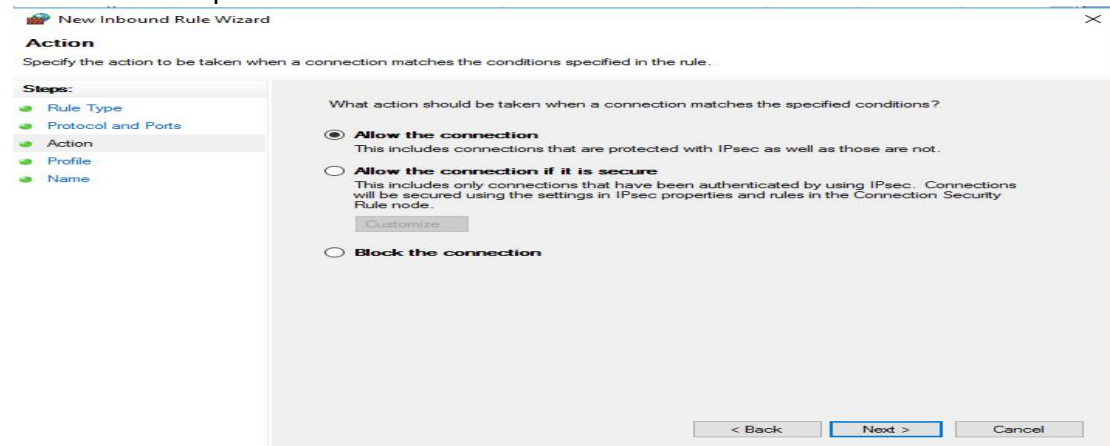 New Inbound Rule Wizard
Action
Specify the action to be taken when a connection matches the conditions specified in the rule.
Steps:
Rule Type
Protocol and Ports
Action
Profile
Name
What action should be taken when a connection matches the specified conditions?
Allow the connection
This includes connections that are protected with IPsec as well as those are not.
Allow the connection if it is secure
This includes only connections that have been authenticated by using IPsec. Connections
will be secured using the settings in IPsec properties and rules in the Connection Security
Rule node.
Customize...
Block the connection
< Back
Next >
Cancel